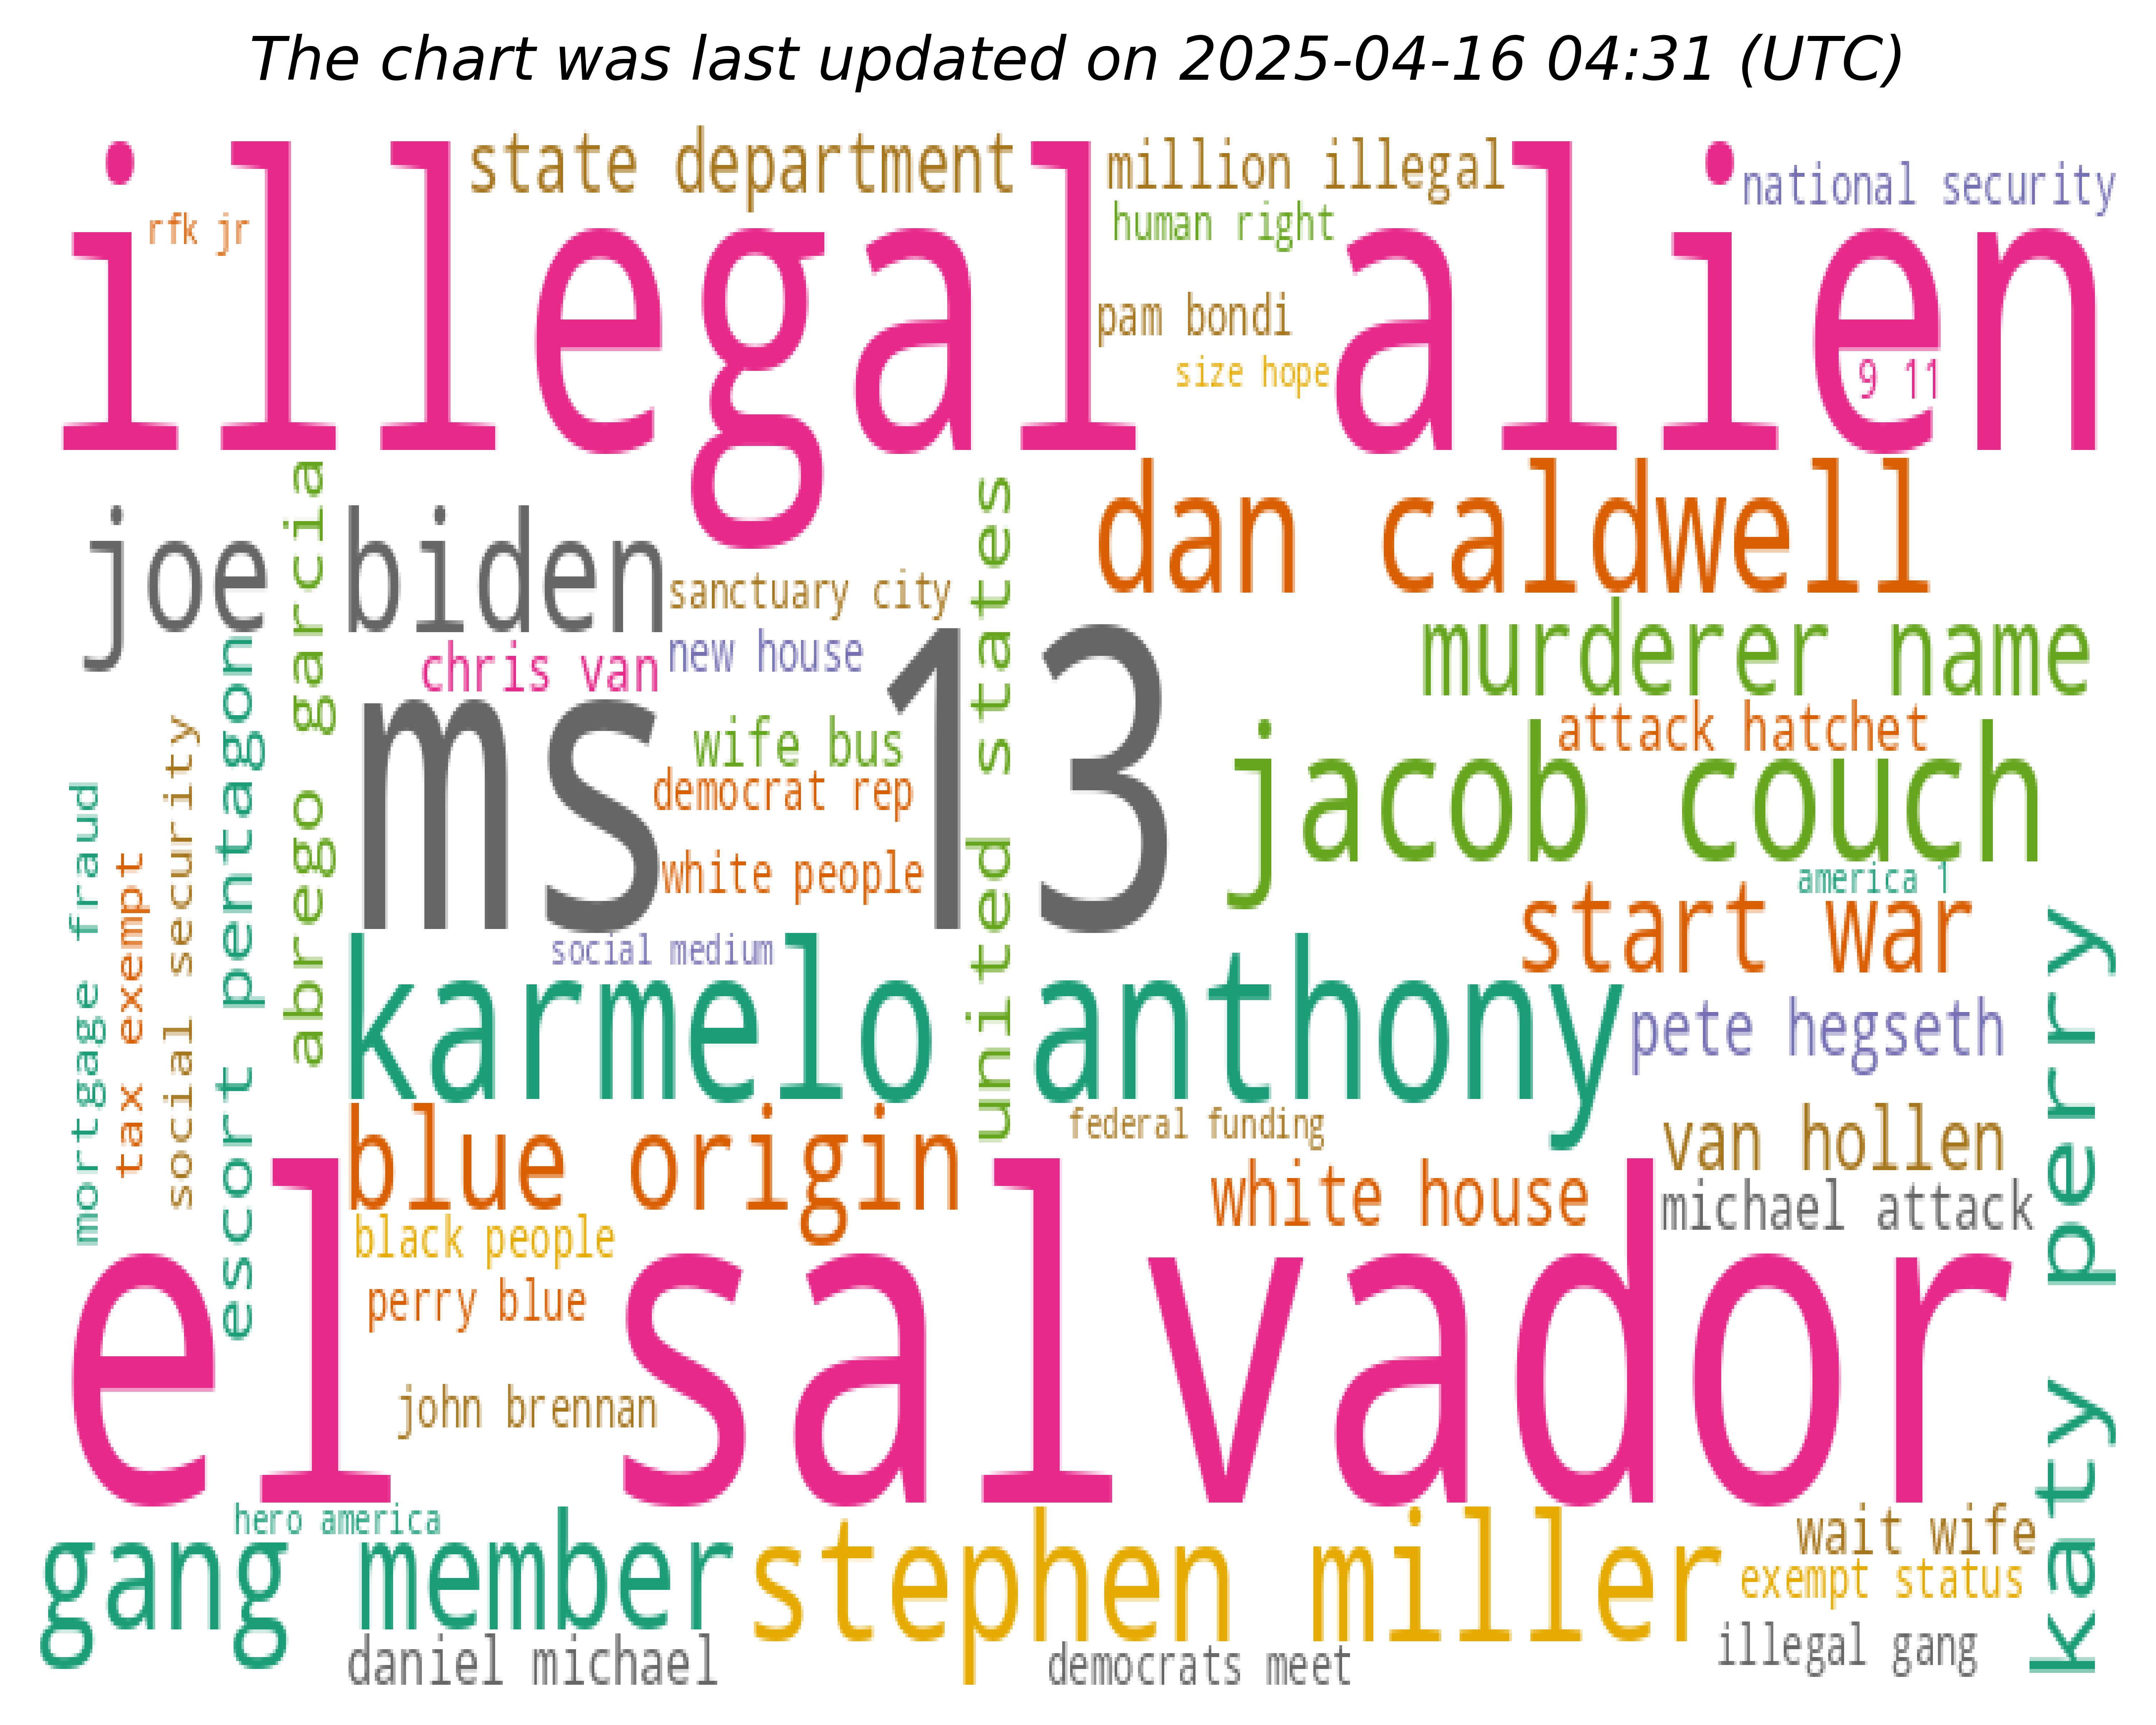 The chart was last updated on 2025-04-16 04:31 (UTC)
illegal alien
state department
million illegal
national security
rfk jr
human right
pam bondi
size hope
9 11
joe biden
abrego garcia
united states
dan caldwell
sanctuary city
chris van
new house
murderer name
ms 13
wife bus
democrat rep
white people
attack hatchet
jacob couch
america 1
start war
mortgage fraud
tax exempt
social security
escort pentagon
social medium
karmelo anthony
pete hegseth
katy perry
blue origin
federal funding
van hollen
white house
michael attack
black people
el salvador
perry blue
john brennan
hero america
gang member
stephen miller
wait wife
exempt status
daniel michael
democrats meet
illegal gang